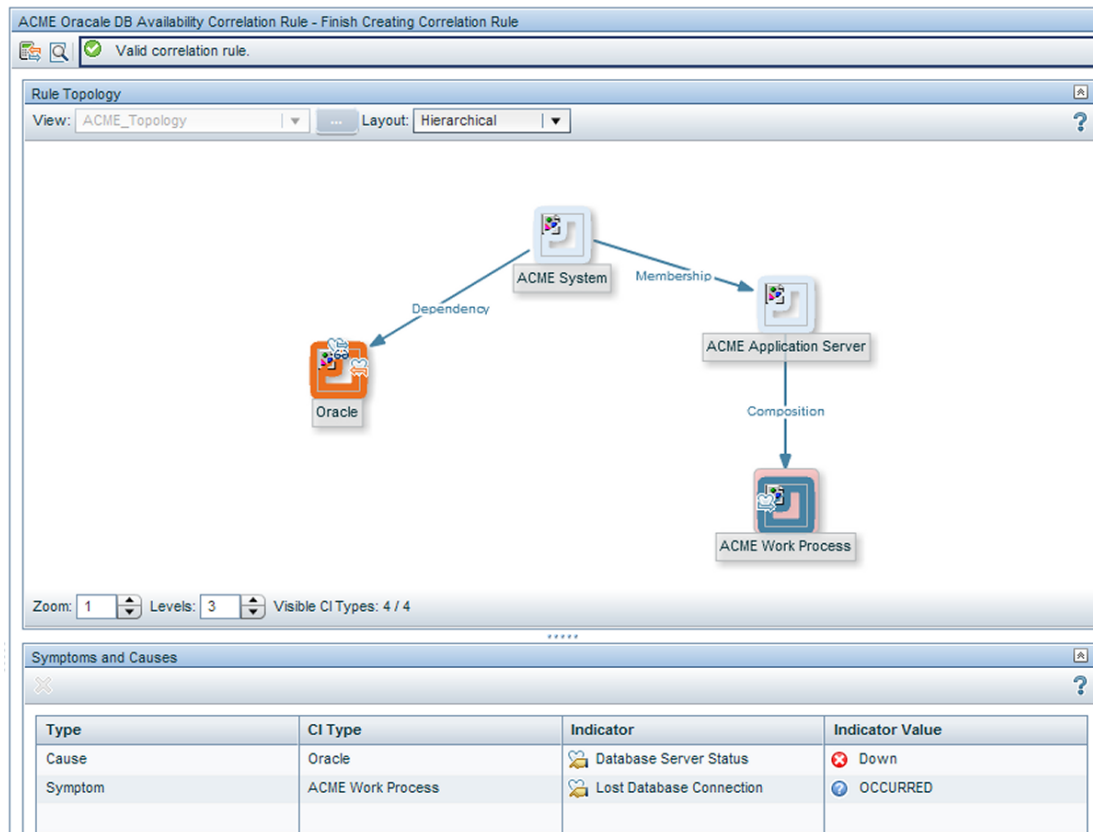 ACME Oracale DB Availability Correlation Rule - Finish Creating Correlation Rule
Valid correlation rule.
Rule Topology
View: ACME_Topology ... Layout: Hierarchical ?
ACME System
Membership
Dependency
ACME Application Server
Oracle
Composition
ACME Work Process
Zoom: 1 Levels: 3 Visible CI Types: 4 / 4
Symptoms and Causes
?
Type CI Type Indicator Indicator Value
Cause Oracle Database Server Status Down
Symptom ACME Work Process Lost Database Connection ? OCCURRED